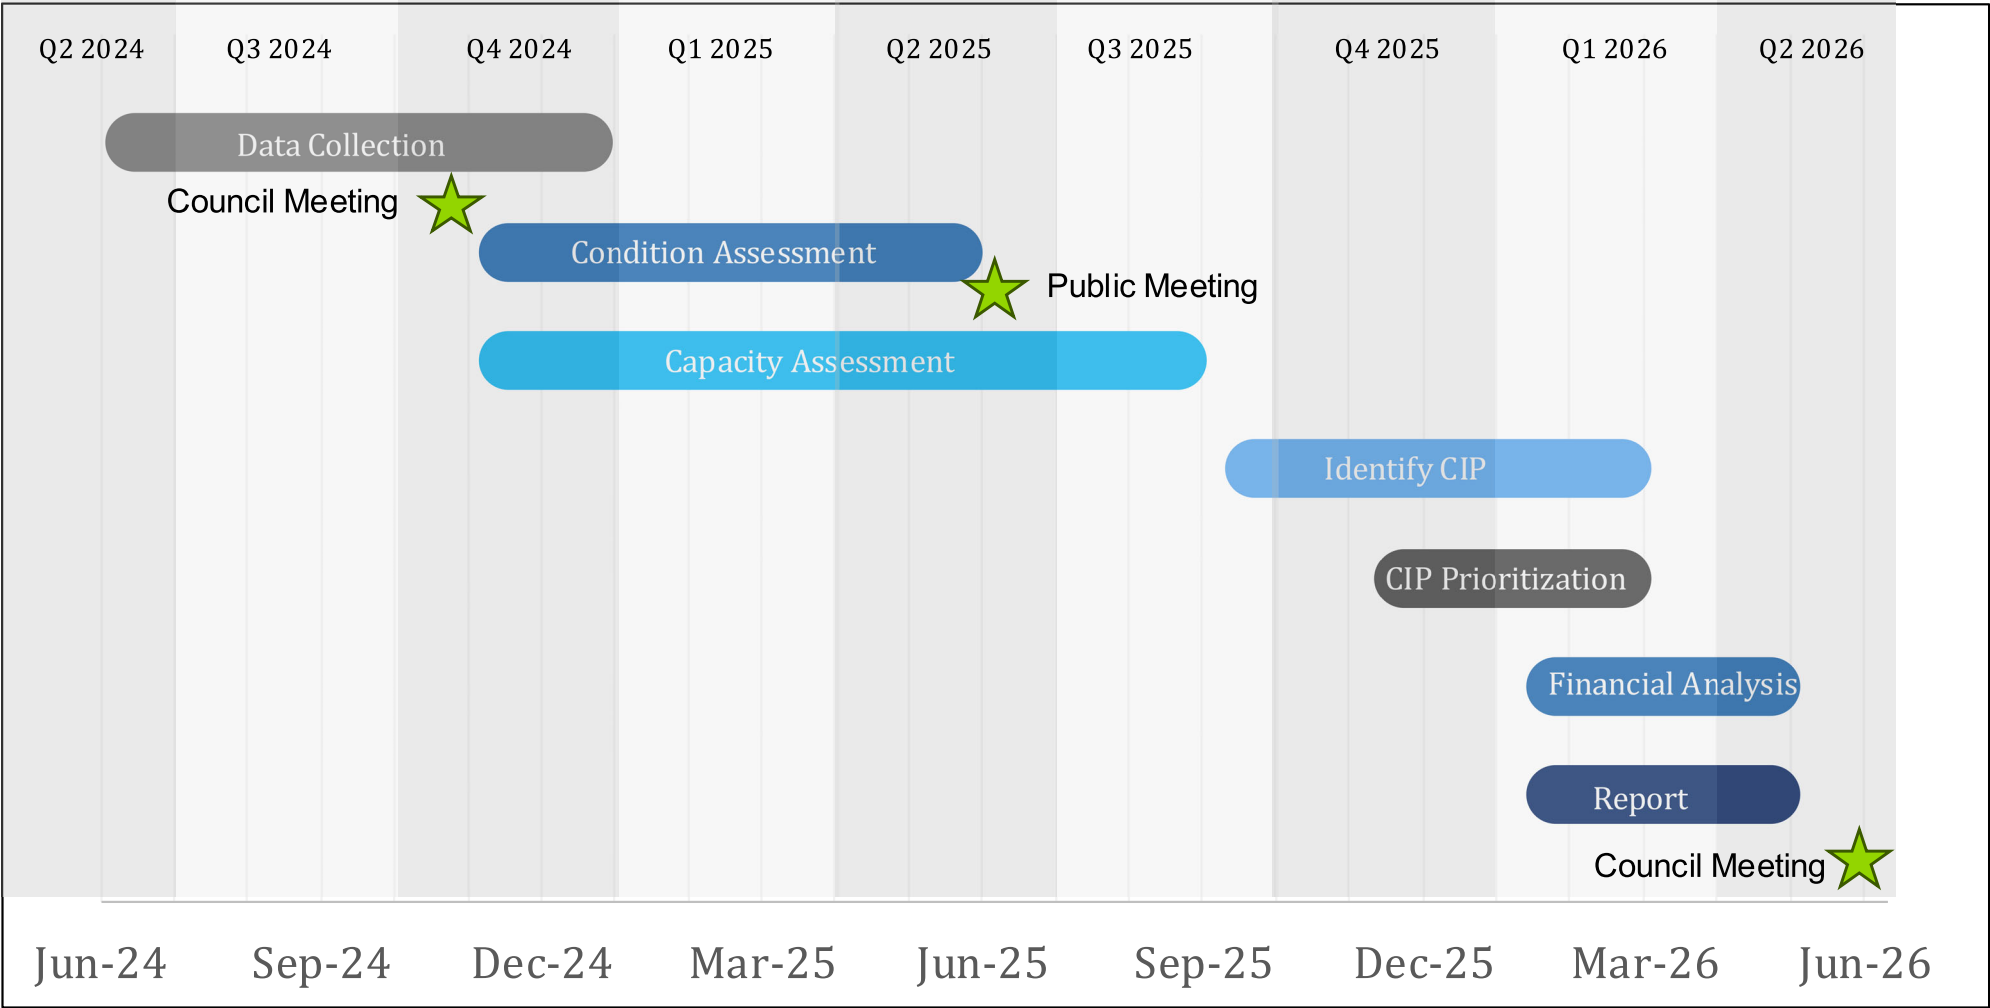 Q2 2024 Q3 2024 Q4 2024 Q1 2025 Q2 2025 Q3 2025 Q4 2025 Q1 2026 Q2 2026
Data Collection
Council Meeting
Condition Assessment
Public Meeting
Capacity Assessment
Identify CIP
CIP Prioritization
Financial Analysis
Report
Council Meeting
Jun-24 Sep-24 Dec-24 Mar-25 Jun-25 Sep-25 Dec-25 Mar-26 Jun-26